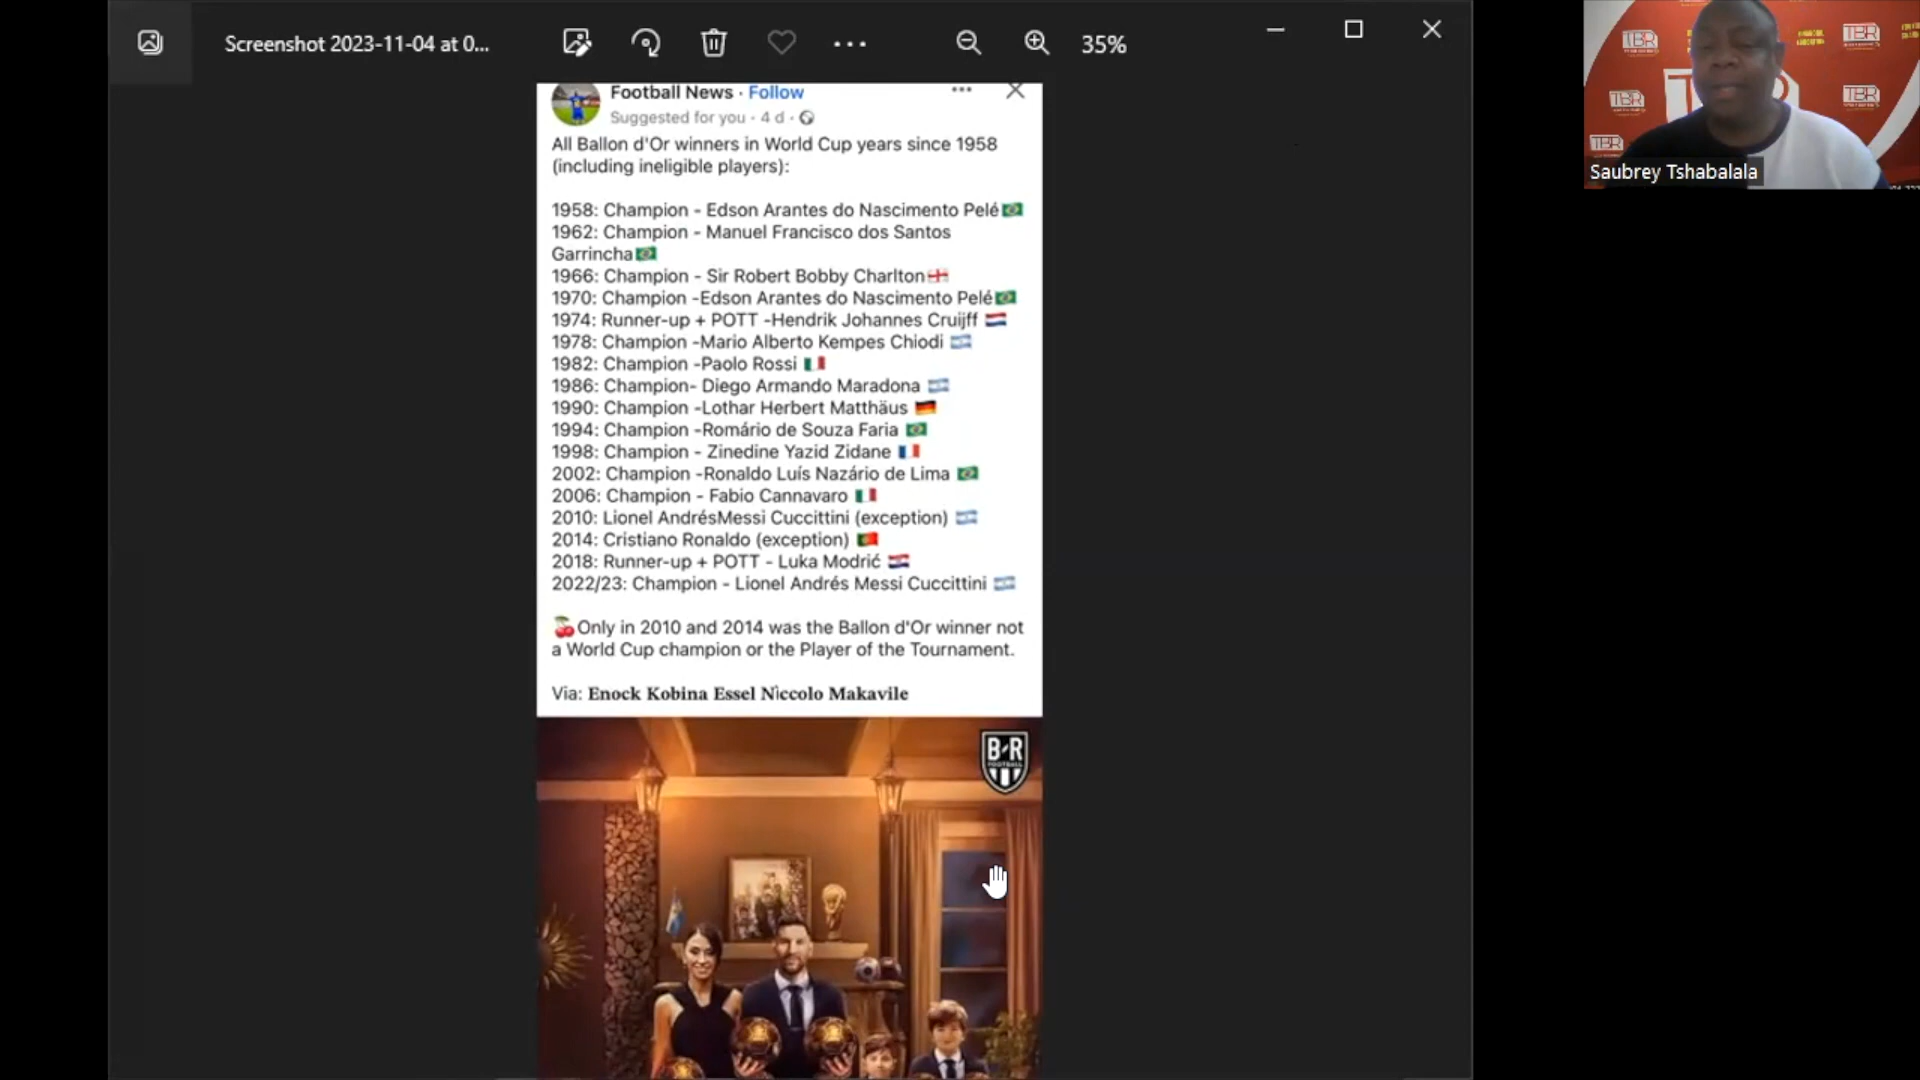 Screenshot 2023-11-04 at 0...
35%
Football News · Follow
Suggested for you · 4 d ·
All Ballon d'Or winners in World Cup years since 1958
(including ineligible players):
1958: Champion - Edson Arantes do Nascimento Pelé
1962: Champion - Manuel Francisco dos Santos
Garrincha
1966: Champion - Sir Robert Bobby Charlton
1970: Champion -Edson Arantes do Nascimento Pelé
1974: Runner-up + POTT -Hendrik Johannes Cruijff
1978: Champion -Mario Alberto Kempes Chiodi
1982: Champion -Paolo Rossi
1986: Champion- Diego Armando Maradona
1990: Champion -Lothar Herbert Matthäus
1994: Champion -Romário de Souza Faria
1998: Champion - Zinedine Yazid Zidane
2002: Champion -Ronaldo Luís Nazário de Lima
2006: Champion - Fabio Cannavaro
2010: Lionel AndrésMessi Cuccittini (exception)
2014: Cristiano Ronaldo (exception)
2018: Runner-up + POTT - Luka Modrić
2022/23: Champion - Lionel Andrés Messi Cuccittini
Only in 2010 and 2014 was the Ballon d'Or winner not
a World Cup champion or the Player of the Tournament.
Via: Enock Kobina Essel Niccolo Makavile
B R
FOOTBALL
TBR
TBR
TBR
TBR
TBR
Saubrey Tshabalala